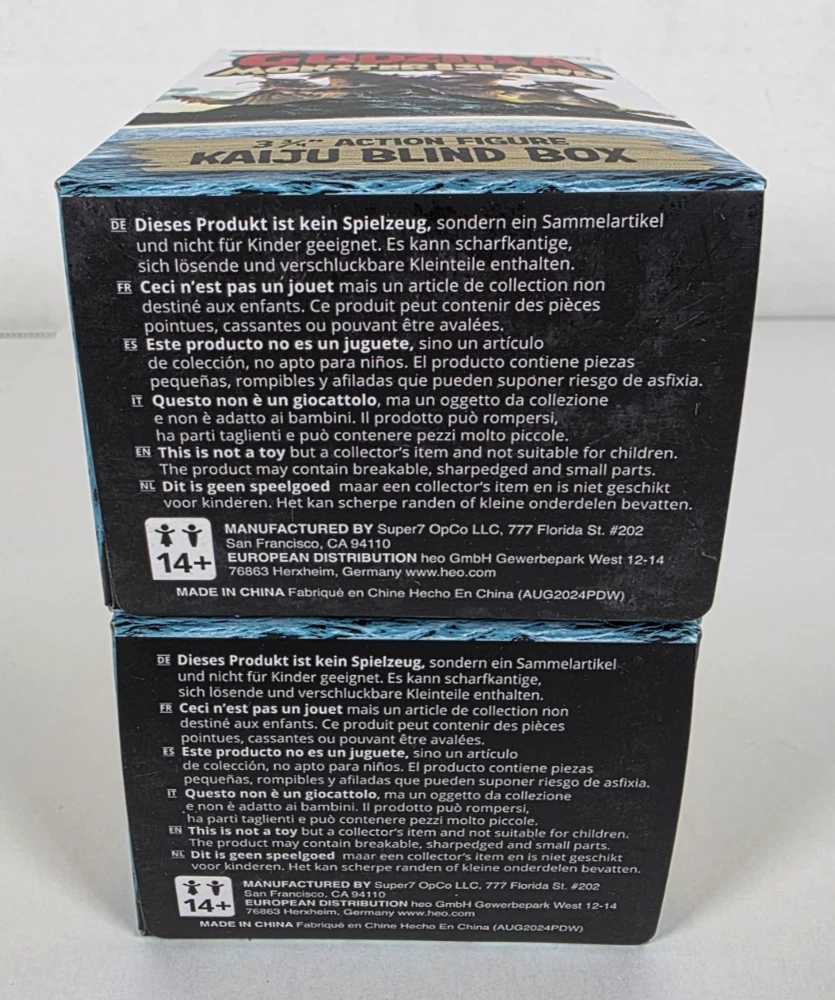 GODZILLA
MONSTER ISLAND
3 3/4" ACTION FIGURE
KAIJU BLIND BOX
DE Dieses Produkt ist kein Spielzeug, sondern ein Sammelartikel
und nicht für Kinder geeignet. Es kann scharfkantige,
sich lösende und verschluckbare Kleinteile enthalten.
FR Ceci n'est pas un jouet mais un article de collection non
destiné aux enfants. Ce produit peut contenir des pièces
pointues, cassantes ou pouvant être avalées.
ES Este producto no es un juguete, sino un artículo
de colección, no apto para niños. El producto contiene piezas
pequeñas, rompibles y afiladas que pueden suponer riesgo de asfixia.
IT Questo non è un giocattolo, ma un oggetto da collezione
e non è adatto ai bambini. Il prodotto può rompersi,
ha parti taglienti e può contenere pezzi molto piccole.
EN This is not a toy but a collector's item and not suitable for children.
The product may contain breakable, sharpedged and small parts.
NL Dit is geen speelgoed maar een collector's item en is niet geschikt
voor kinderen. Het kan scherpe randen of kleine onderdelen bevatten.
14+
MANUFACTURED BY Super7 OpCo LLC, 777 Florida St. #202
San Francisco, CA 94110
EUROPEAN DISTRIBUTION heo GmbH Gewerbepark West 12-14
76863 Herxheim, Germany www.heo.com
MADE IN CHINA Fabriqué en Chine Hecho En China (AUG2024PDW)
DE Dieses Produkt ist kein Spielzeug, sondern ein Sammelartikel
und nicht für Kinder geeignet. Es kann scharfkantige,
sich lösende und verschluckbare Kleinteile enthalten.
FR Ceci n'est pas un jouet mais un article de collection non
destiné aux enfants. Ce produit peut contenir des pièces
pointues, cassantes ou pouvant être avalées.
ES Este producto no es un juguete, sino un artículo
de colección, no apto para niños. El producto contiene piezas
pequeñas, rompibles y afiladas que pueden suponer riesgo de asfixia.
IT Questo non è un giocattolo, ma un oggetto da collezione
e non è adatto ai bambini. Il prodotto può rompersi,
ha parti taglienti e può contenere pezzi molto piccole.
EN This is not a toy but a collector's item and not suitable for children.
The product may contain breakable, sharpedged and small parts.
NL Dit is geen speelgoed maar een collector's item en is niet geschikt
voor kinderen. Het kan scherpe randen of kleine onderdelen bevatten.
14+
MANUFACTURED BY Super7 OpCo LLC, 777 Florida St. #202
San Francisco, CA 94110
EUROPEAN DISTRIBUTION heo GmbH Gewerbepark West 12-14
76863 Herxheim, Germany www.heo.com
MADE IN CHINA Fabriqué en Chine Hecho En China (AUG2024PDW)